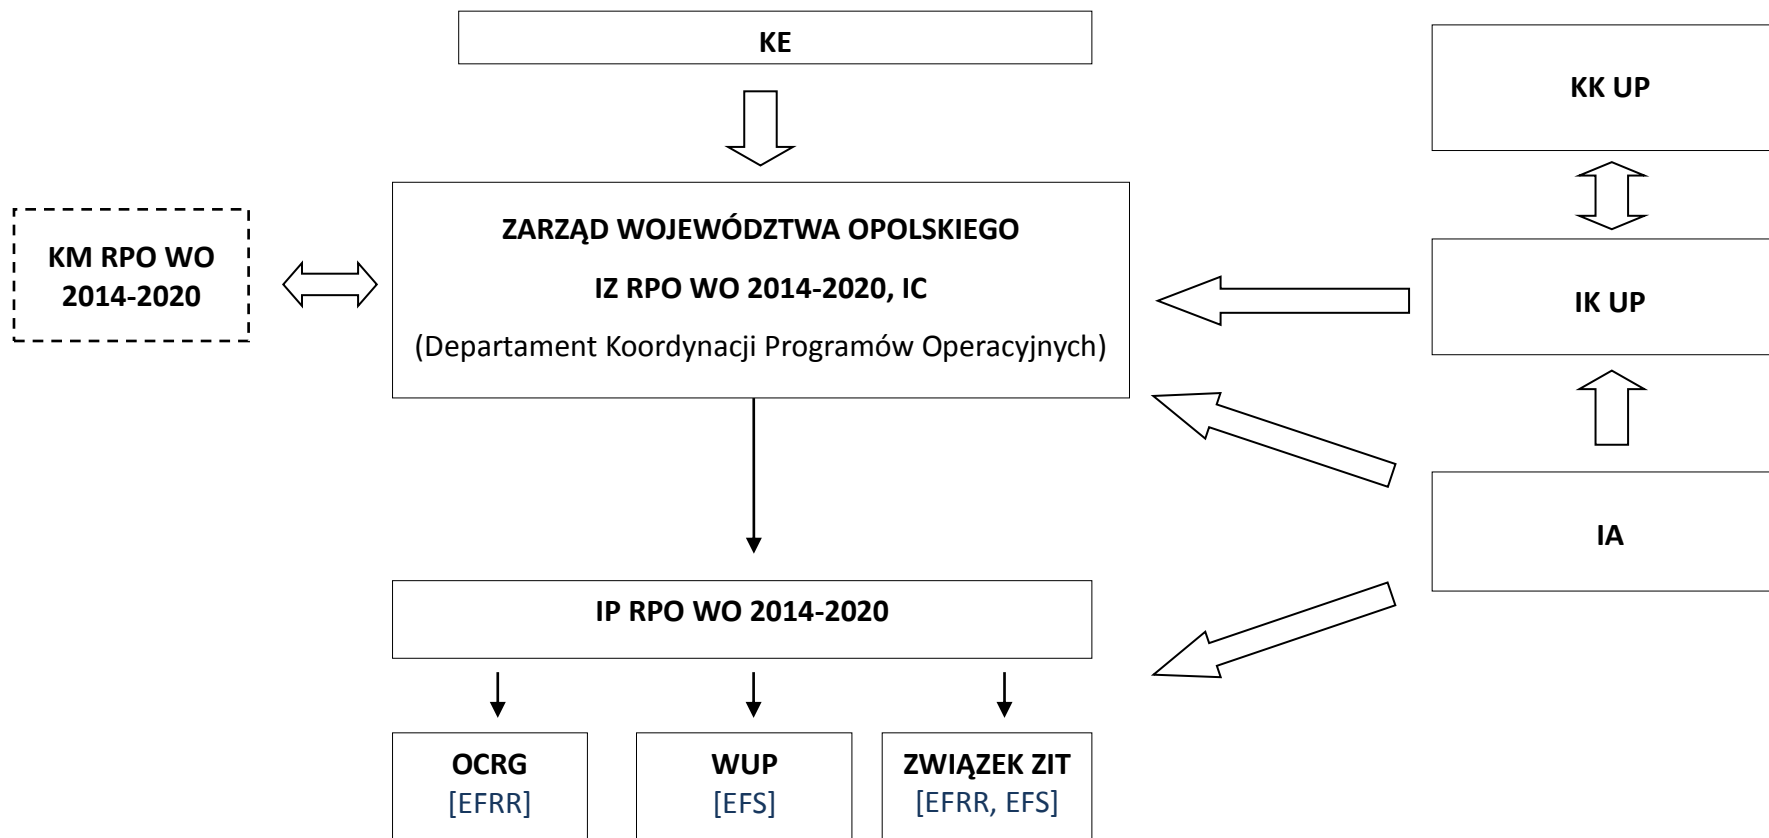 KE
KK UP
ZARZĄD WOJEWÓDZTWA OPOLSKIEGO
IZ RPO WO 2014-2020, IC
(Departament Koordynacji Programów Operacyjnych)
KM RPO WO
2014-2020
IK UP
IA
IP RPO WO 2014-2020
OCRG
[EFRR]
WUP
[EFS]
ZWIĄZEK ZIT
[EFRR, EFS]